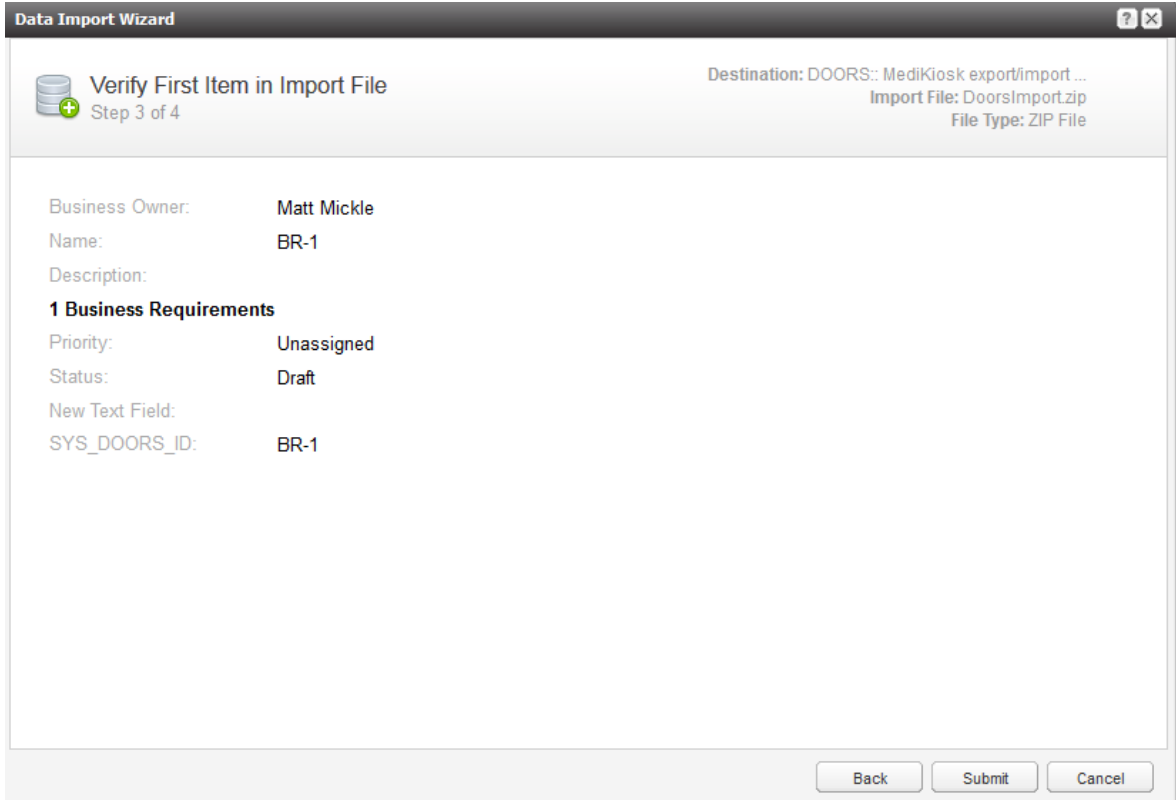 Data Import Wizard
?
Verify First Item in Import File
Step 3 of 4
Destination: DOORS:: MediKiosk export/import ...
Import File: DoorsImport.zip
File Type: ZIP File
Business Owner: Matt Mickle
Name: BR-1
Description:
1 Business Requirements
Priority: Unassigned
Status: Draft
New Text Field:
SYS_DOORS_ID: BR-1
Back Submit Cancel